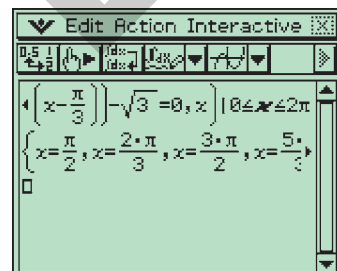 Edit Action Interactive
(x-π/3))-√3=0,x)|0≤x≤2π
{x=π/2,x=2·π/3,x=3·π/2,x=5·